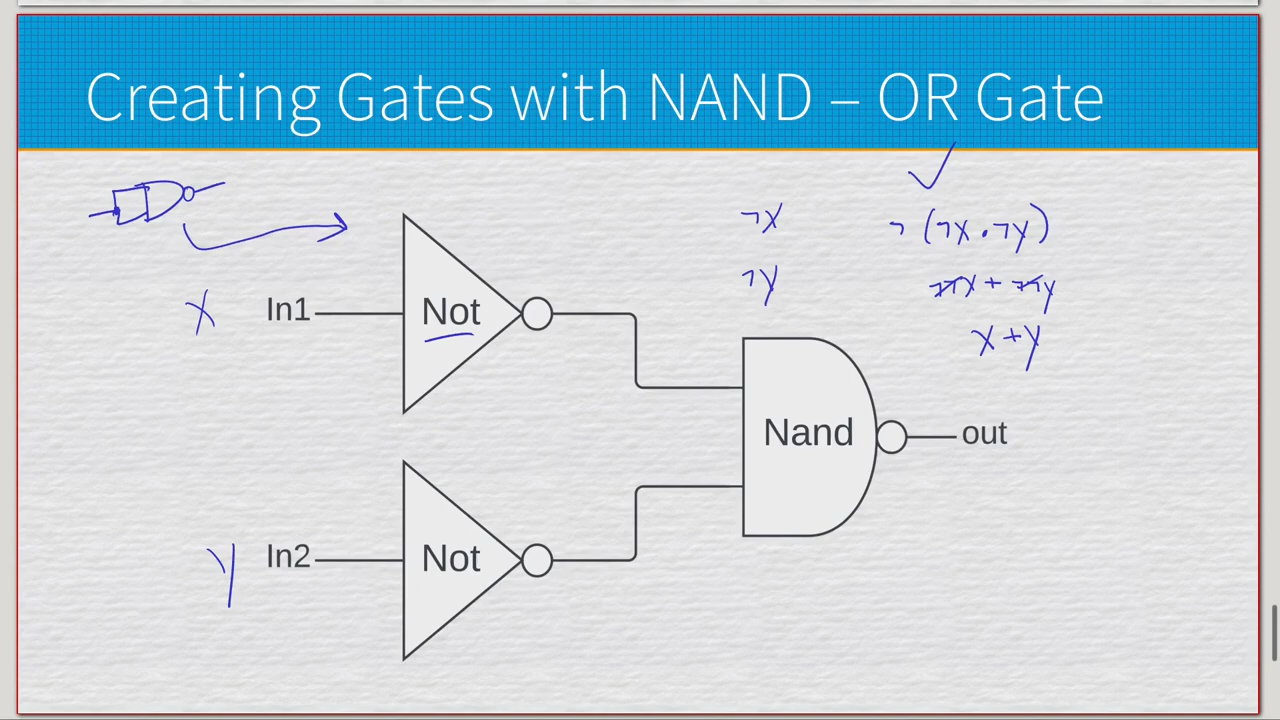 Creating Gates with NAND – OR Gate
¬X
¬(¬X • ¬Y)
¬Y
¬¬X + ¬¬Y
X + Y
X
In1
Not
Nand
out
Y
In2
Not